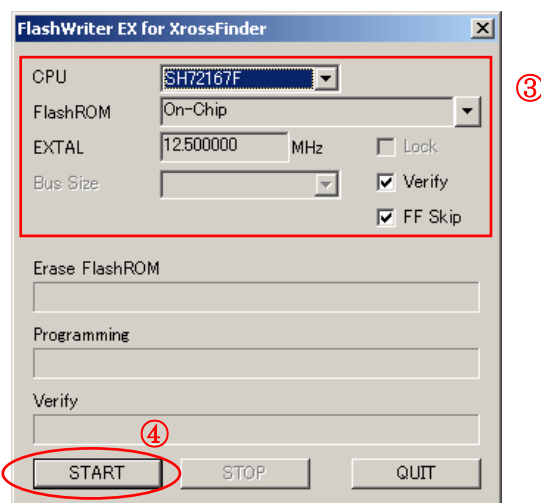 FlashWriter EX for XrossFinder
③
CPU SH72167F
FlashROM On-Chip
EXTAL 12.500000 MHz Lock
Bus Size Verify
FF Skip
Erase FlashROM
Programming
Verify
④
START STOP QUIT